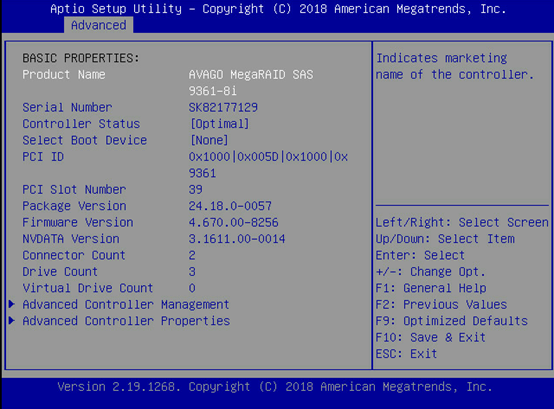 Aptio Setup Utility – Copyright (C) 2018 American Megatrends, Inc.
Advanced
BASIC PROPERTIES:
Product Name AVAGO MegaRAID SAS
9361-8i
Serial Number SK82177129
Controller Status [Optimal]
Select Boot Device [None]
PCI ID 0x1000|0x005D|0x1000|0x
9361
PCI Slot Number 39
Package Version 24.18.0-0057
Firmware Version 4.670.00-8256
NVDATA Version 3.1611.00-0014
Connector Count 2
Drive Count 3
Virtual Drive Count 0
Advanced Controller Management
Advanced Controller Properties
Indicates marketing
name of the controller.
Left/Right: Select Screen
Up/Down: Select Item
Enter: Select
+/-: Change Opt.
F1: General Help
F2: Previous Values
F9: Optimized Defaults
F10: Save & Exit
ESC: Exit
Version 2.19.1268. Copyright (C) 2018 American Megatrends, Inc.